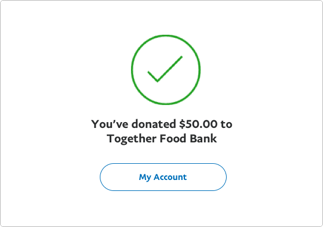 You've donated $50.00 to
Together Food Bank
My Account